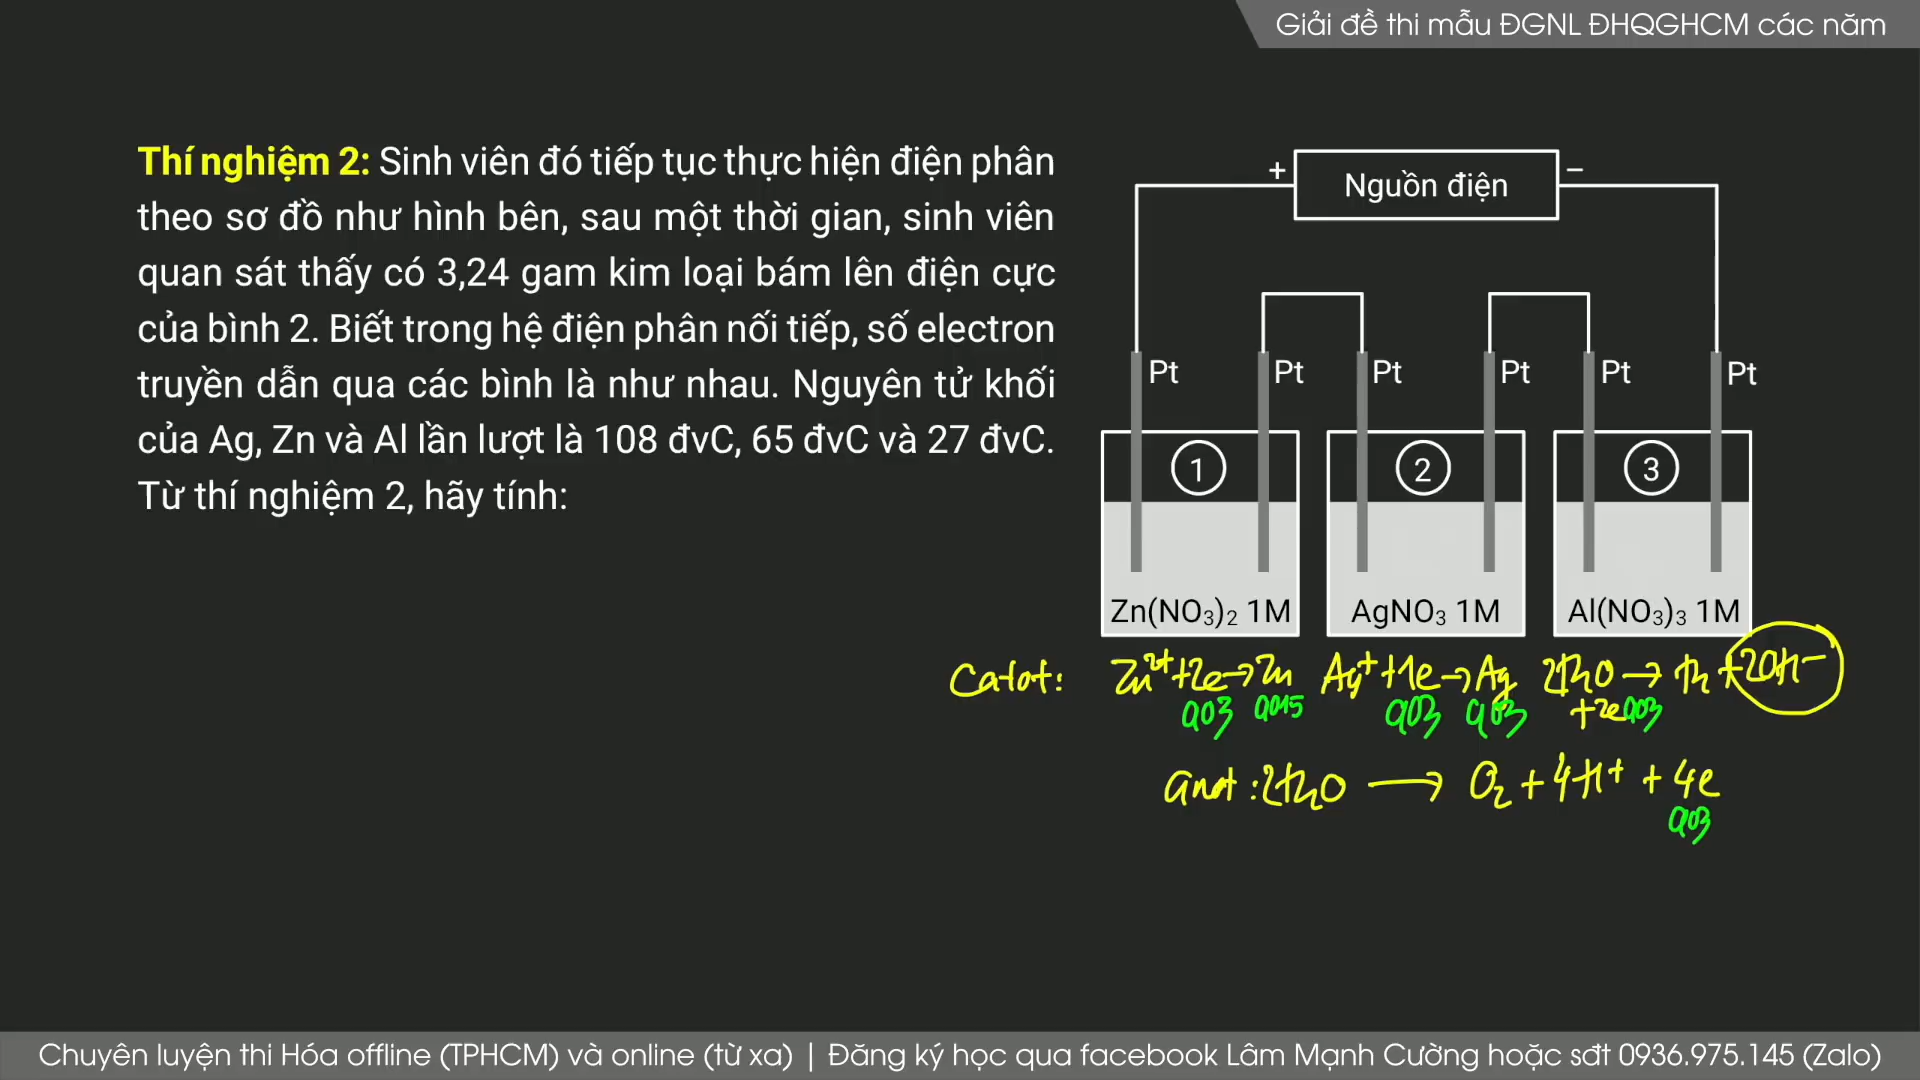 Giải đề thi mẫu ĐGNL ĐHQGHCM các năm
Thí nghiệm 2: Sinh viên đó tiếp tục thực hiện điện phân
theo sơ đồ như hình bên, sau một thời gian, sinh viên
quan sát thấy có 3,24 gam kim loại bám lên điện cực
của bình 2. Biết trong hệ điện phân nối tiếp, số electron
truyền dẫn qua các bình là như nhau. Nguyên tử khối
của Ag, Zn và Al lần lượt là 108 đvC, 65 đvC và 27 đvC.
Từ thí nghiệm 2, hãy tính:
+ Nguồn điện −
Pt Pt Pt Pt Pt Pt
1 2 3
Zn(NO₃)₂ 1M AgNO₃ 1M Al(NO₃)₃ 1M
Catot: Zn²⁺+2e→Zn Ag⁺+1e→Ag 2H₂O → H₂ +2OH⁻
0,03 0,015 0,03 0,03 +2e 0,03
anot: 2H₂O → O₂ + 4H⁺ + 4e
0,03
Chuyên luyện thi Hóa offline (TPHCM) và online (từ xa) | Đăng ký học qua facebook Lâm Mạnh Cường hoặc sđt 0936.975.145 (Zalo)